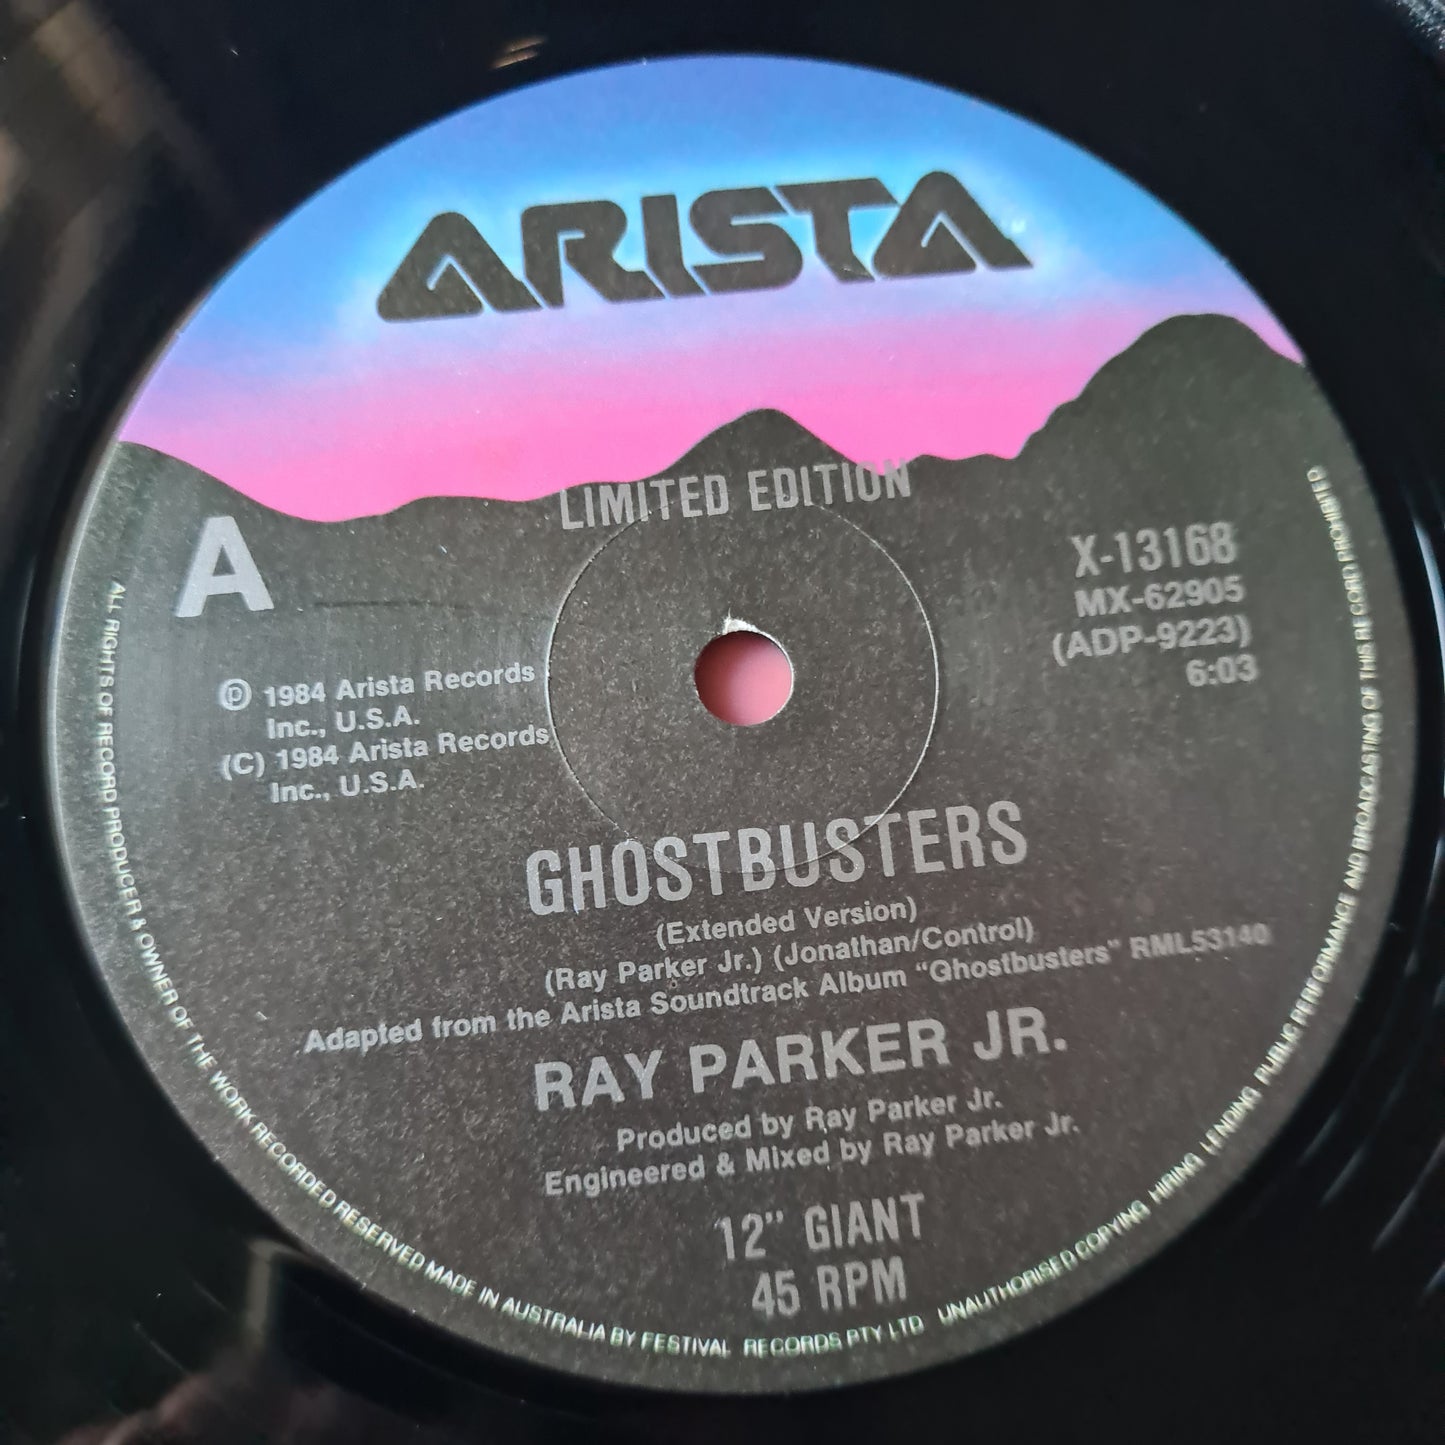 ARISTA
LIMITED EDITION
A
X-13168
MX-62905
(ADP-9223)
6:03
Ⓟ 1984 Arista Records
Inc., U.S.A.
(C) 1984 Arista Records
Inc., U.S.A.
GHOSTBUSTERS
(Extended Version)
(Ray Parker Jr.) (Jonathan/Control)
Adapted from the Arista Soundtrack Album "Ghostbusters" RML53140
RAY PARKER JR.
Produced by Ray Parker Jr.
Engineered & Mixed by Ray Parker Jr.
12" GIANT
45 RPM
ALL RIGHTS OF RECORD PRODUCER & OWNER OF THE WORK RECORDED RESERVED MADE IN AUSTRALIA BY FESTIVAL RECORDS PTY LTD UNAUTHORISED COPYING HIRING LENDING PUBLIC PERFORMANCE AND BROADCASTING OF THIS RECORD PROHIBITED